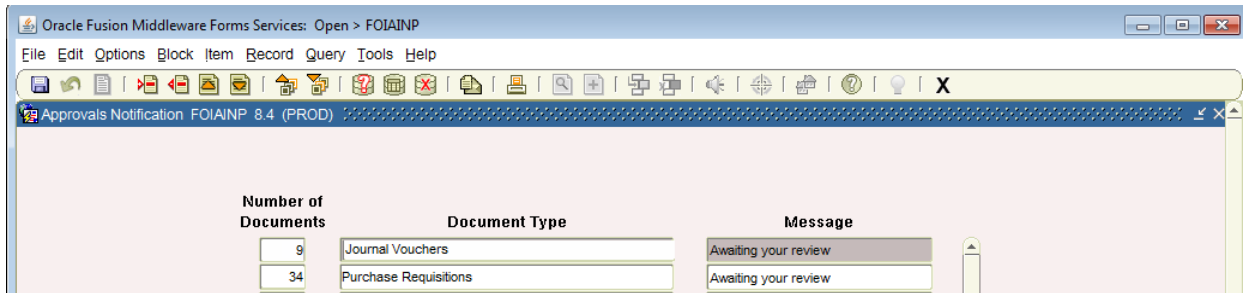 Oracle Fusion Middleware Forms Services: Open > FOIAINP
File Edit Options Block Item Record Query Tools Help
X
Approvals Notification FOIAINP 8.4 (PROD)
Number of
Documents Document Type Message
9 Journal Vouchers Awaiting your review
34 Purchase Requisitions Awaiting your review